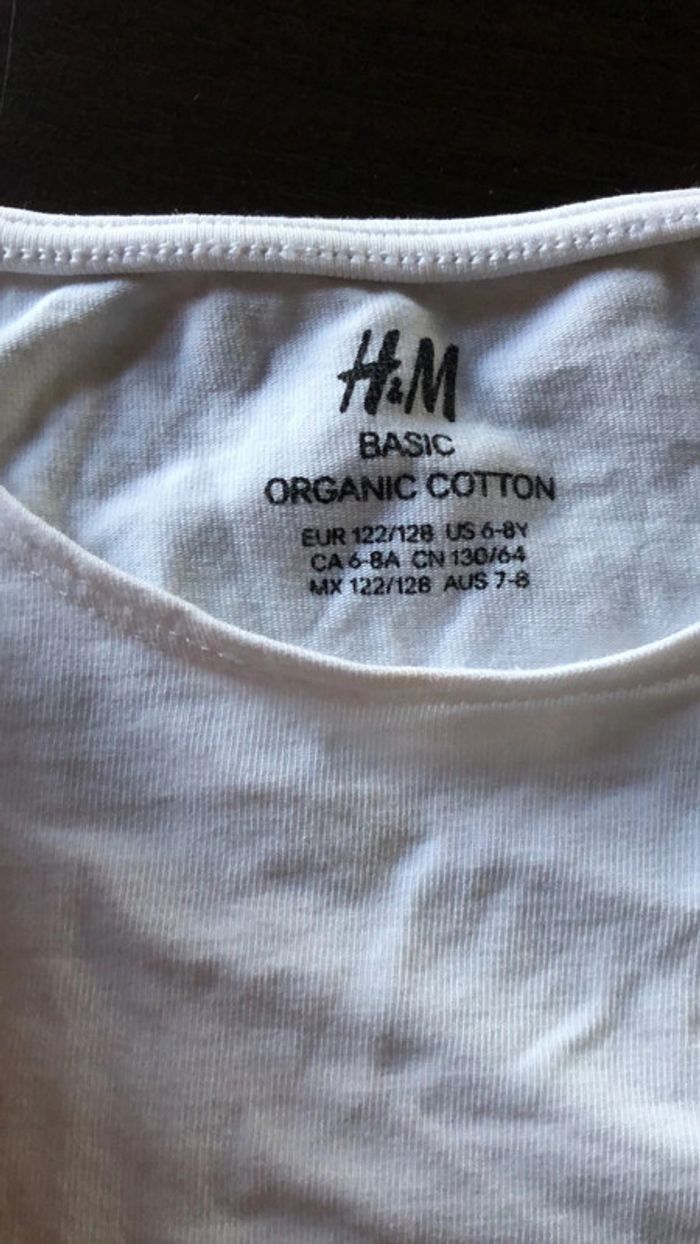 H&M
BASIC
ORGANIC COTTON
EUR 122/128 US 6-8Y
CA 6-8A CN 130/64
MX 122/128 AUS 7-8